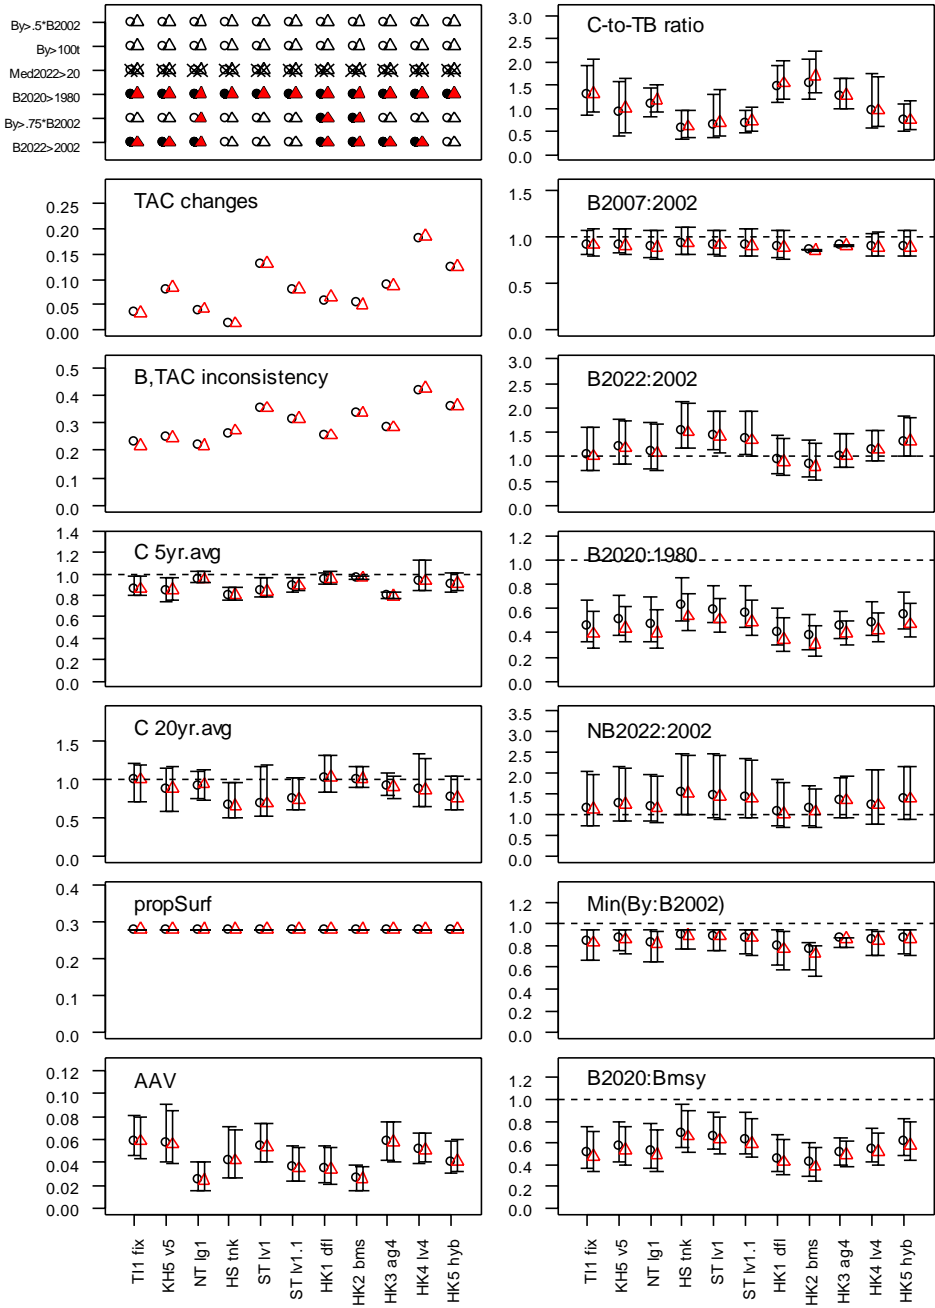 By>.5*B2002
By>100t
Med2022>20
B2020>1980
By>.75*B2002
B2022>2002
TAC changes
0.25
0.20
0.15
0.10
0.05
0.00
B,TAC inconsistency
0.5
0.4
0.3
0.2
0.1
0.0
C 5yr.avg
1.4
1.2
1.0
0.8
0.6
0.4
0.2
0.0
C 20yr.avg
1.5
1.0
0.5
0.0
propSurf
0.4
0.3
0.2
0.1
0.0
AAV
0.12
0.10
0.08
0.06
0.04
0.02
0.00
TI1 fix
KH5 v5
NT lg1
HS tnk
ST lv1
ST lv1.1
HK1 dfl
HK2 bms
HK3 ag4
HK4 lv4
HK5 hyb
C-to-TB ratio
3.0
2.5
2.0
1.5
1.0
0.5
0.0
B2007:2002
1.5
1.0
0.5
0.0
B2022:2002
3.0
2.5
2.0
1.5
1.0
0.5
0.0
B2020:1980
1.2
1.0
0.8
0.6
0.4
0.2
0.0
NB2022:2002
3.5
3.0
2.5
2.0
1.5
1.0
0.5
0.0
Min(By:B2002)
1.2
1.0
0.8
0.6
0.4
0.2
0.0
B2020:Bmsy
1.2
1.0
0.8
0.6
0.4
0.2
0.0
TI1 fix
KH5 v5
NT lg1
HS tnk
ST lv1
ST lv1.1
HK1 dfl
HK2 bms
HK3 ag4
HK4 lv4
HK5 hyb